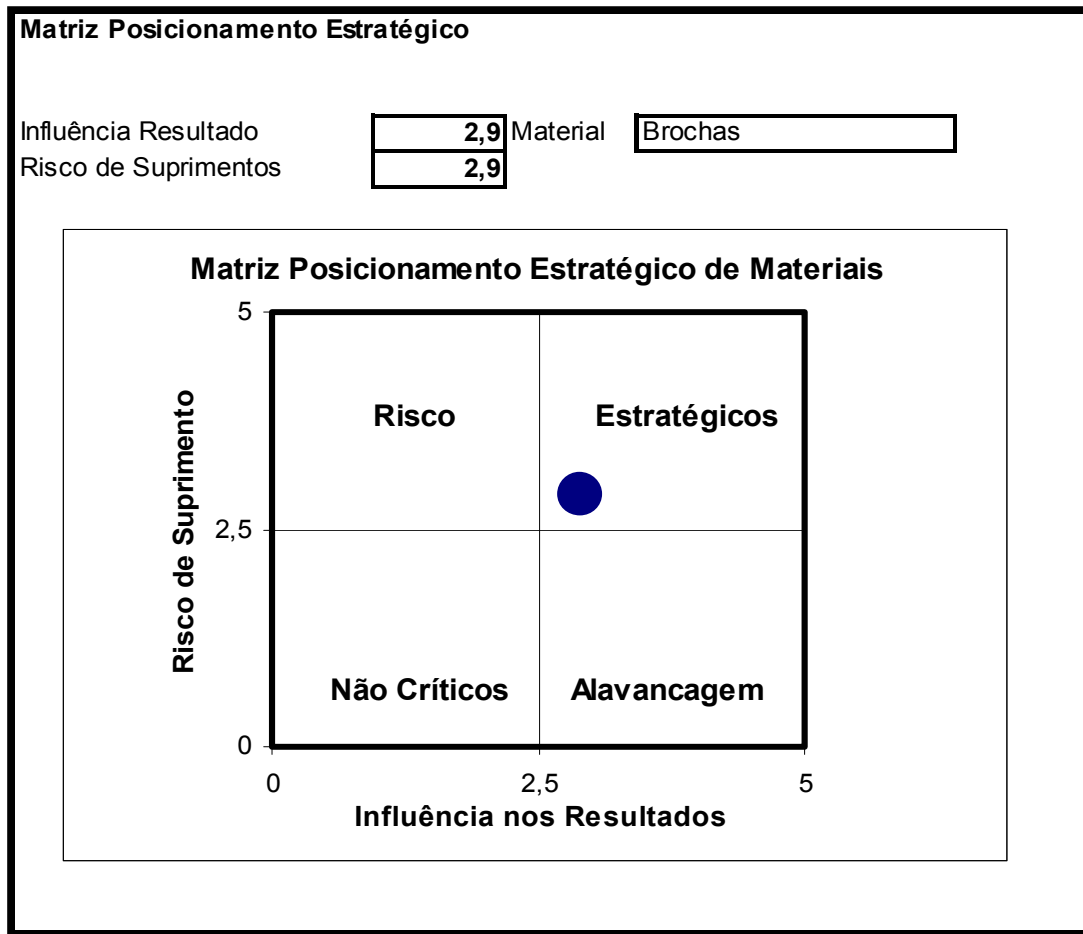 Matriz Posicionamento Estratégico
Influência Resultado 2,9 Material Brochas
Risco de Suprimentos 2,9
Matriz Posicionamento Estratégico de Materiais
5
Risco Estratégicos
Risco de Suprimento
2,5
Não Críticos Alavancagem
0
0 2,5 5
Influência nos Resultados